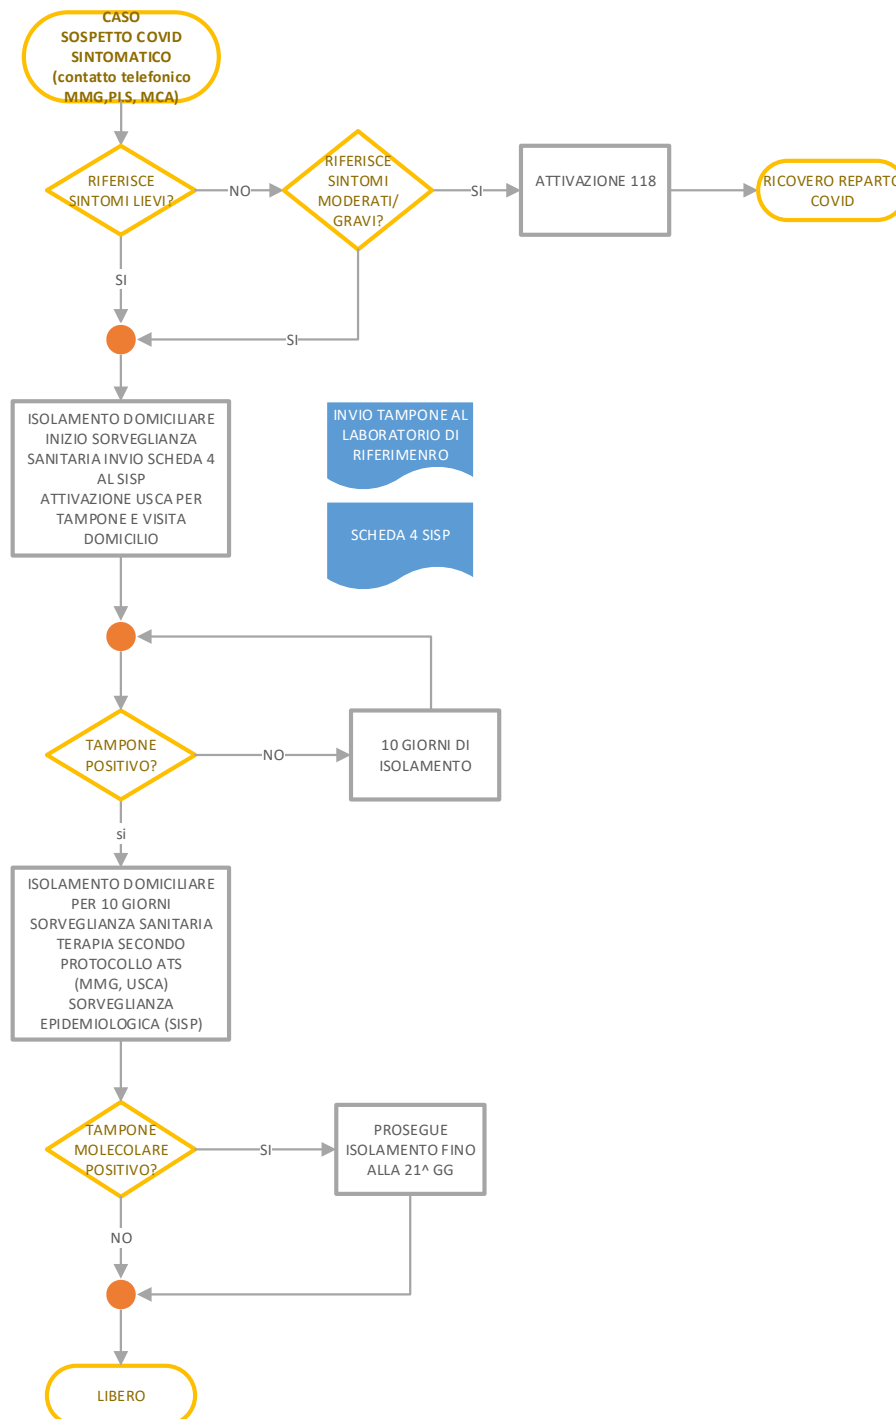 CASO
SOSPETTO COVID
SINTOMATICO
(contatto telefonico
MMG,PLS, MCA)
RIFERISCE
SINTOMI LIEVI?
NO
RIFERISCE
SINTOMI
MODERATI/
GRAVI?
SI
ATTIVAZIONE 118
RICOVERO REPARTO
COVID
SI
SI
ISOLAMENTO DOMICILIARE
INIZIO SORVEGLIANZA
SANITARIA INVIO SCHEDA 4
AL SISP
ATTIVAZIONE USCA PER
TAMPONE E VISITA
DOMICILIO
INVIO TAMPONE AL
LABORATORIO DI
RIFERIMENRO
SCHEDA 4 SISP
TAMPONE
POSITIVO?
NO
10 GIORNI DI
ISOLAMENTO
si
ISOLAMENTO DOMICILIARE
PER 10 GIORNI
SORVEGLIANZA SANITARIA
TERAPIA SECONDO
PROTOCOLLO ATS
(MMG, USCA)
SORVEGLIANZA
EPIDEMIOLOGICA (SISP)
TAMPONE
MOLECOLARE
POSITIVO?
SI
PROSEGUE
ISOLAMENTO FINO
ALLA 21^ GG
NO
LIBERO